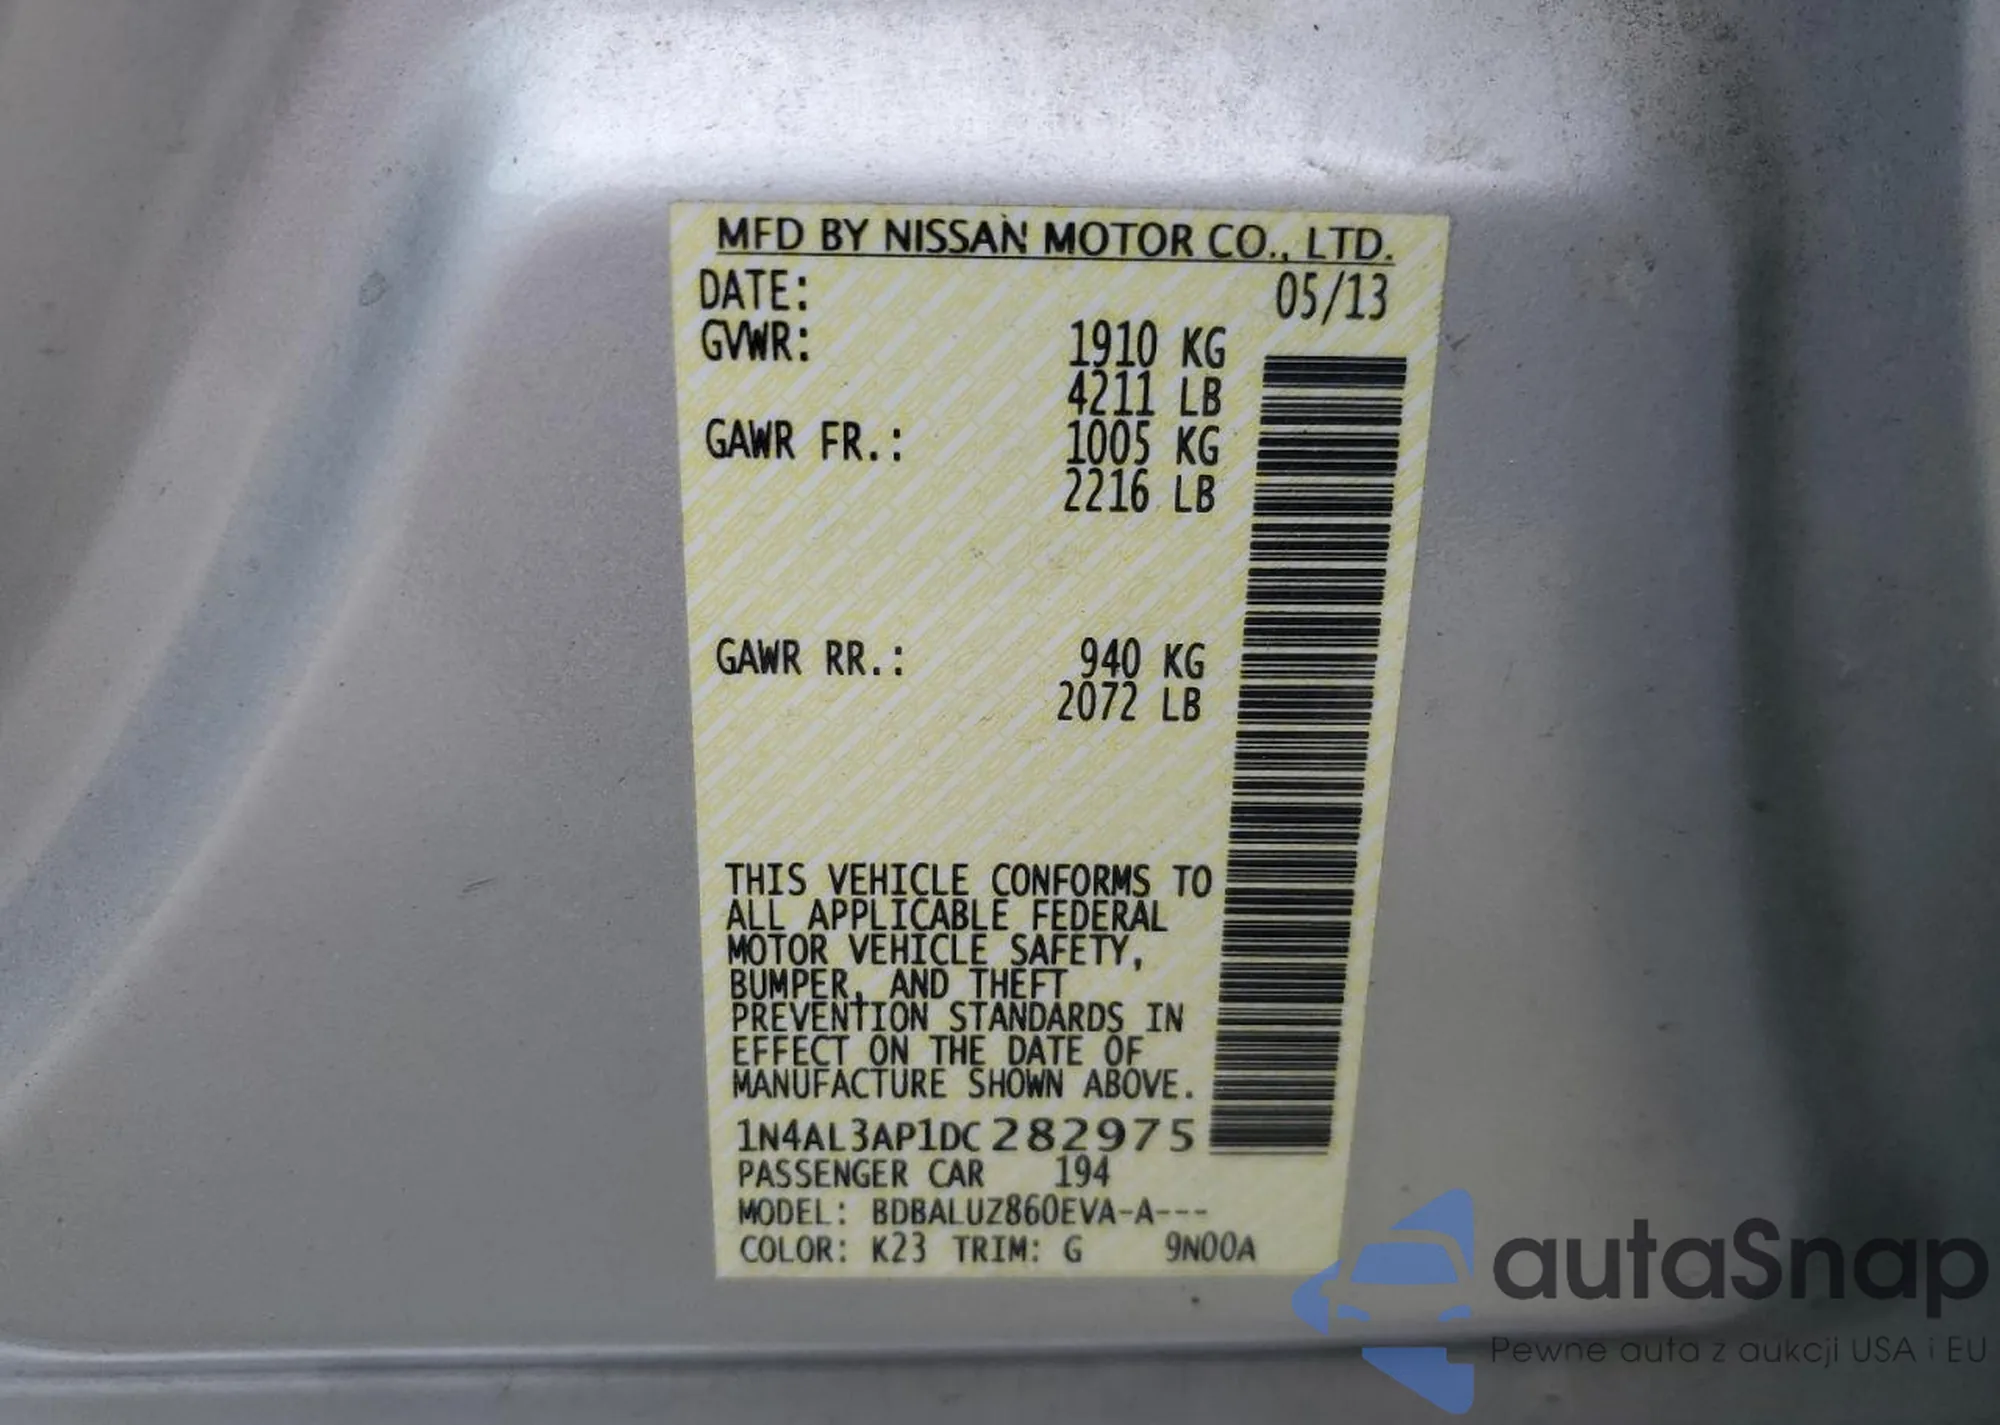 MFD BY NISSAN MOTOR CO., LTD.
DATE: 05/13
GVWR: 1910 KG
4211 LB
GAWR FR.: 1005 KG
2216 LB
GAWR RR.: 940 KG
2072 LB
THIS VEHICLE CONFORMS TO
ALL APPLICABLE FEDERAL
MOTOR VEHICLE SAFETY,
BUMPER, AND THEFT
PREVENTION STANDARDS IN
EFFECT ON THE DATE OF
MANUFACTURE SHOWN ABOVE.
1N4AL3AP1DC282975
PASSENGER CAR 194
MODEL: BDBALUZ860EVA-A---
COLOR: K23 TRIM: G 9N00A
autaSnap
Pewne auta z aukcji USA i EU